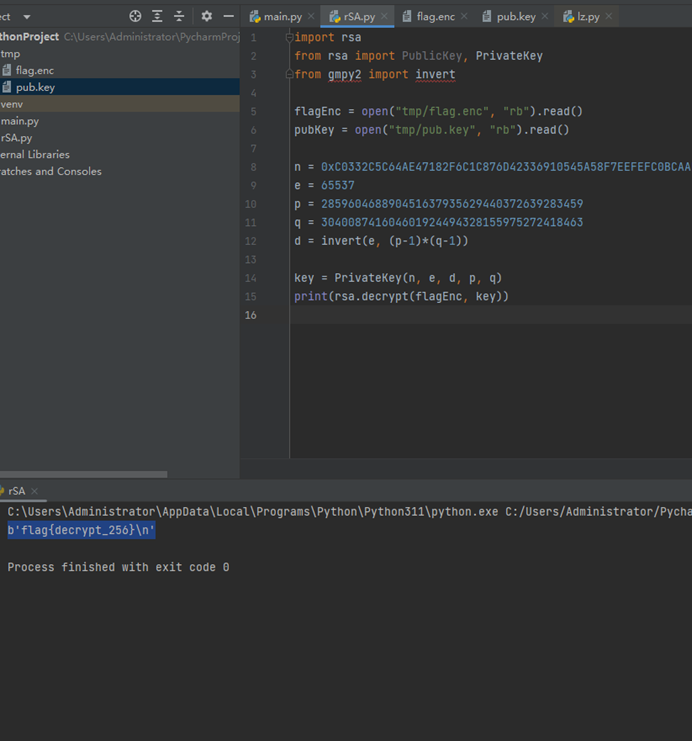 ect
main.py
rSA.py
flag.enc
pub.key
lz.py
thonProject C:\Users\Administrator\PycharmProj
tmp
flag.enc
pub.key
venv
main.py
rSA.py
ernal Libraries
ratches and Consoles
1 import rsa
2 from rsa import PublicKey, PrivateKey
3 from gmpy2 import invert
4
5 flagEnc = open("tmp/flag.enc", "rb").read()
6 pubKey = open("tmp/pub.key", "rb").read()
7
8 n = 0xC0332C5C64AE47182F6C1C876D42336910545A58F7EEFEFC0BCAA
9 e = 65537
10 p = 285960468890451637935629440372639283459
11 q = 304008741604601924494328155975272418463
12 d = invert(e, (p-1)*(q-1))
13
14 key = PrivateKey(n, e, d, p, q)
15 print(rsa.decrypt(flagEnc, key))
16
rSA
C:\Users\Administrator\AppData\Local\Programs\Python\Python311\python.exe C:/Users/Administrator/Pycha
b'flag{decrypt_256}\n'
Process finished with exit code 0